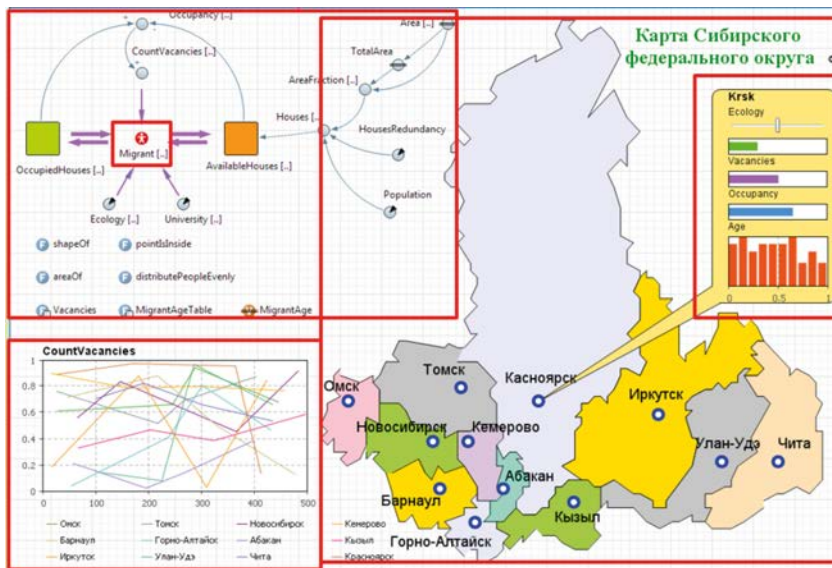 Occupancy [..]
CountVacancies [..]
Migrant [..]
OccupiedHouses [..]
AvailableHouses [..]
Ecology [..]
University [..]
shapeOf
pointIsInside
areaOf
distributePeopleEvenly
Vacancies
MigrantAgeTable
MigrantAge
Area [..]
TotalArea
AreaFraction [..]
Houses [..]
HousesRedundancy
Population
Карта Сибирского
федерального округа
Krsk
Ecology
Vacancies
Occupancy
Age
0 0.5 1
CountVacancies
1
0.8
0.6
0.4
0.2
0
0 100 200 300 400 500
Омск Томск Новосибирск Кемерово
Барнаул Горно-Алтайск Абакан Кызыл
Иркутск Улан-Удэ Чита Красноярск
Омск
Томск
Касноярск
Иркутск
Новосибирск
Кемерово
Улан-Удэ
Чита
Барнаул
Абакан
Кызыл
Горно-Алтайск